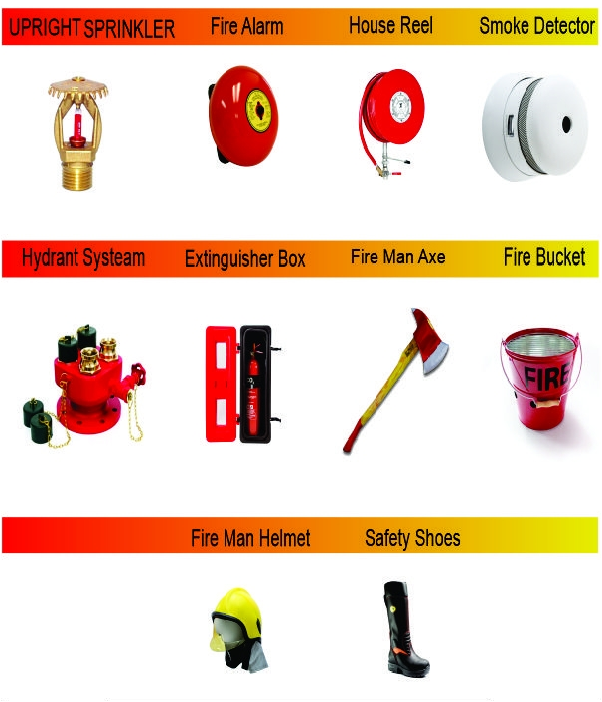 UPRIGHT SPRINKLER Fire Alarm House Reel Smoke Detector
Hydrant Systeam Extinguisher Box Fire Man Axe Fire Bucket
FIRE
Fire Man Helmet Safety Shoes